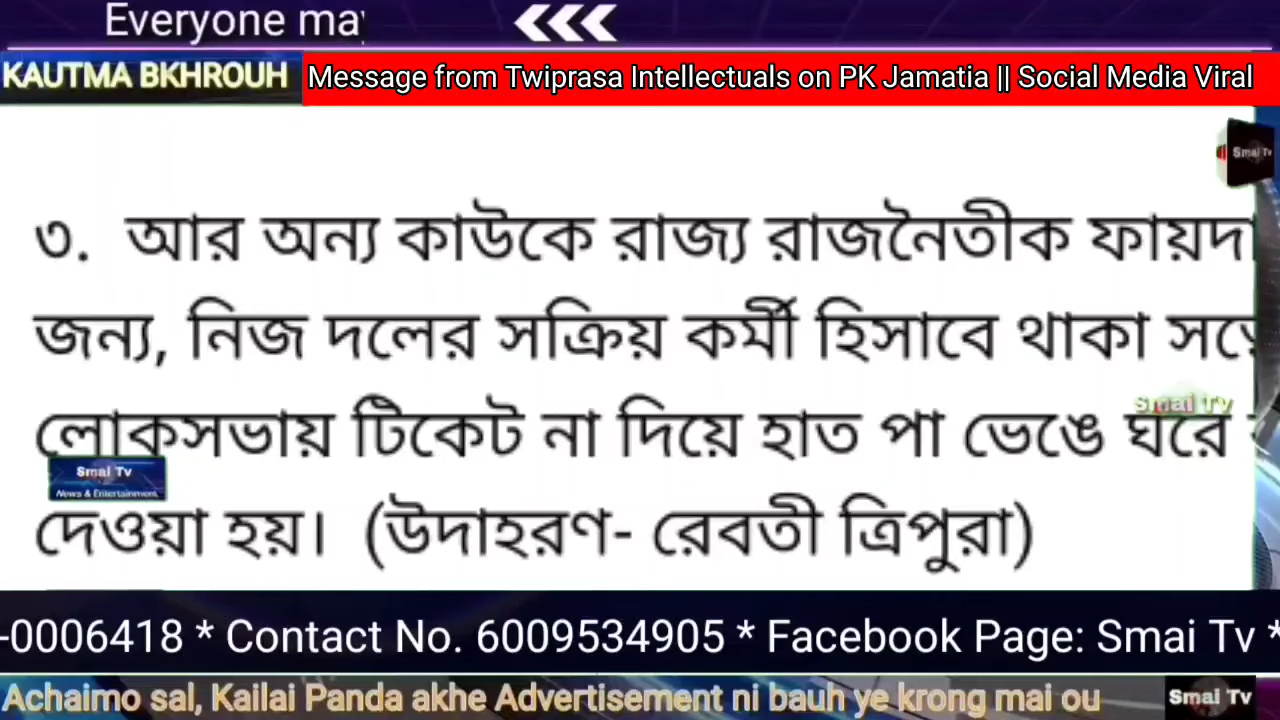 Everyone may
KAUTMA BKHROUH
Message from Twiprasa Intellectuals on PK Jamatia || Social Media Viral
Smai Tv
৩. আর অন্য কাউকে রাজ্য রাজনৈতীক ফায়দা
জন্য, নিজ দলের সক্রিয় কর্মী হিসাবে থাকা
smai Tv
লোকসভায় টিকেট না দিয়ে হাত পা ভেঙে ঘরে
Smai Tv
News & Entertainment
দেওয়া হয়। (উদাহরণ- রেবতী ত্রিপুরা)
-0006418 * Contact No. 6009534905 * Facebook Page: Smai Tv *
Achaimo sal, Kailai Panda akhe Advertisement ni bauh ye krong mai ou
Smai Tv